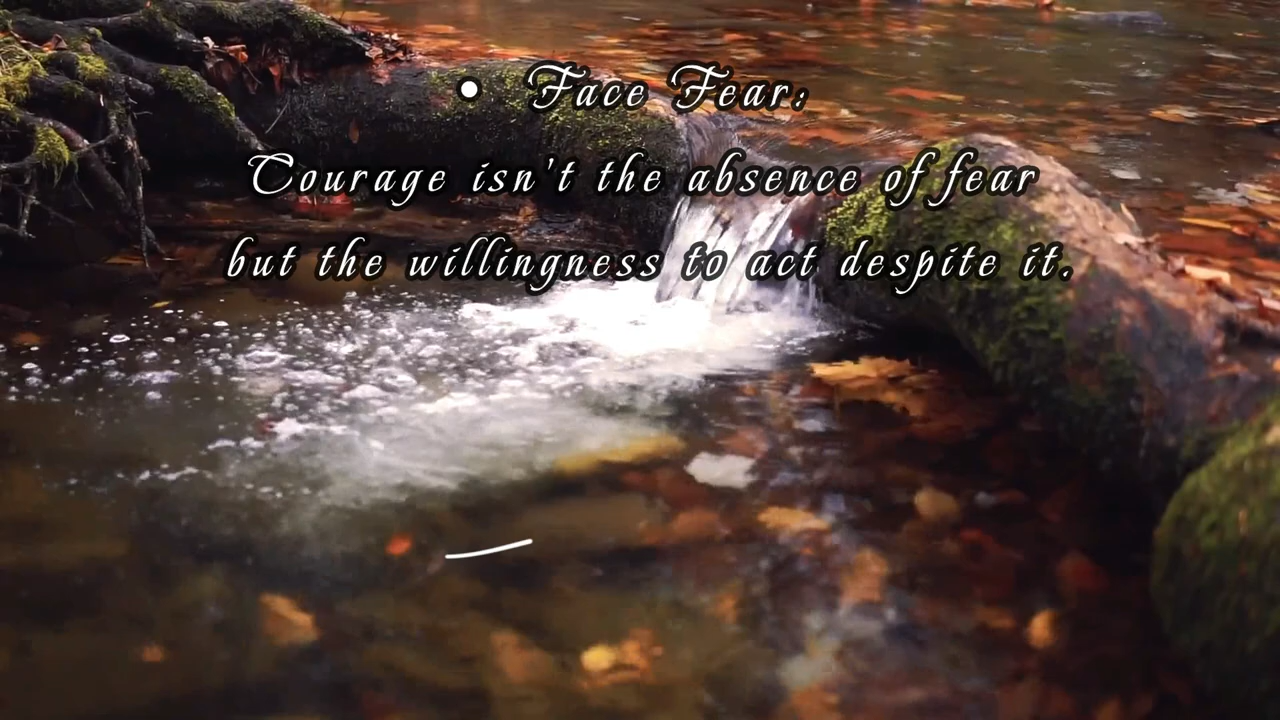 • Face Fear:
Courage isn't the absence of fear
but the willingness to act despite it.